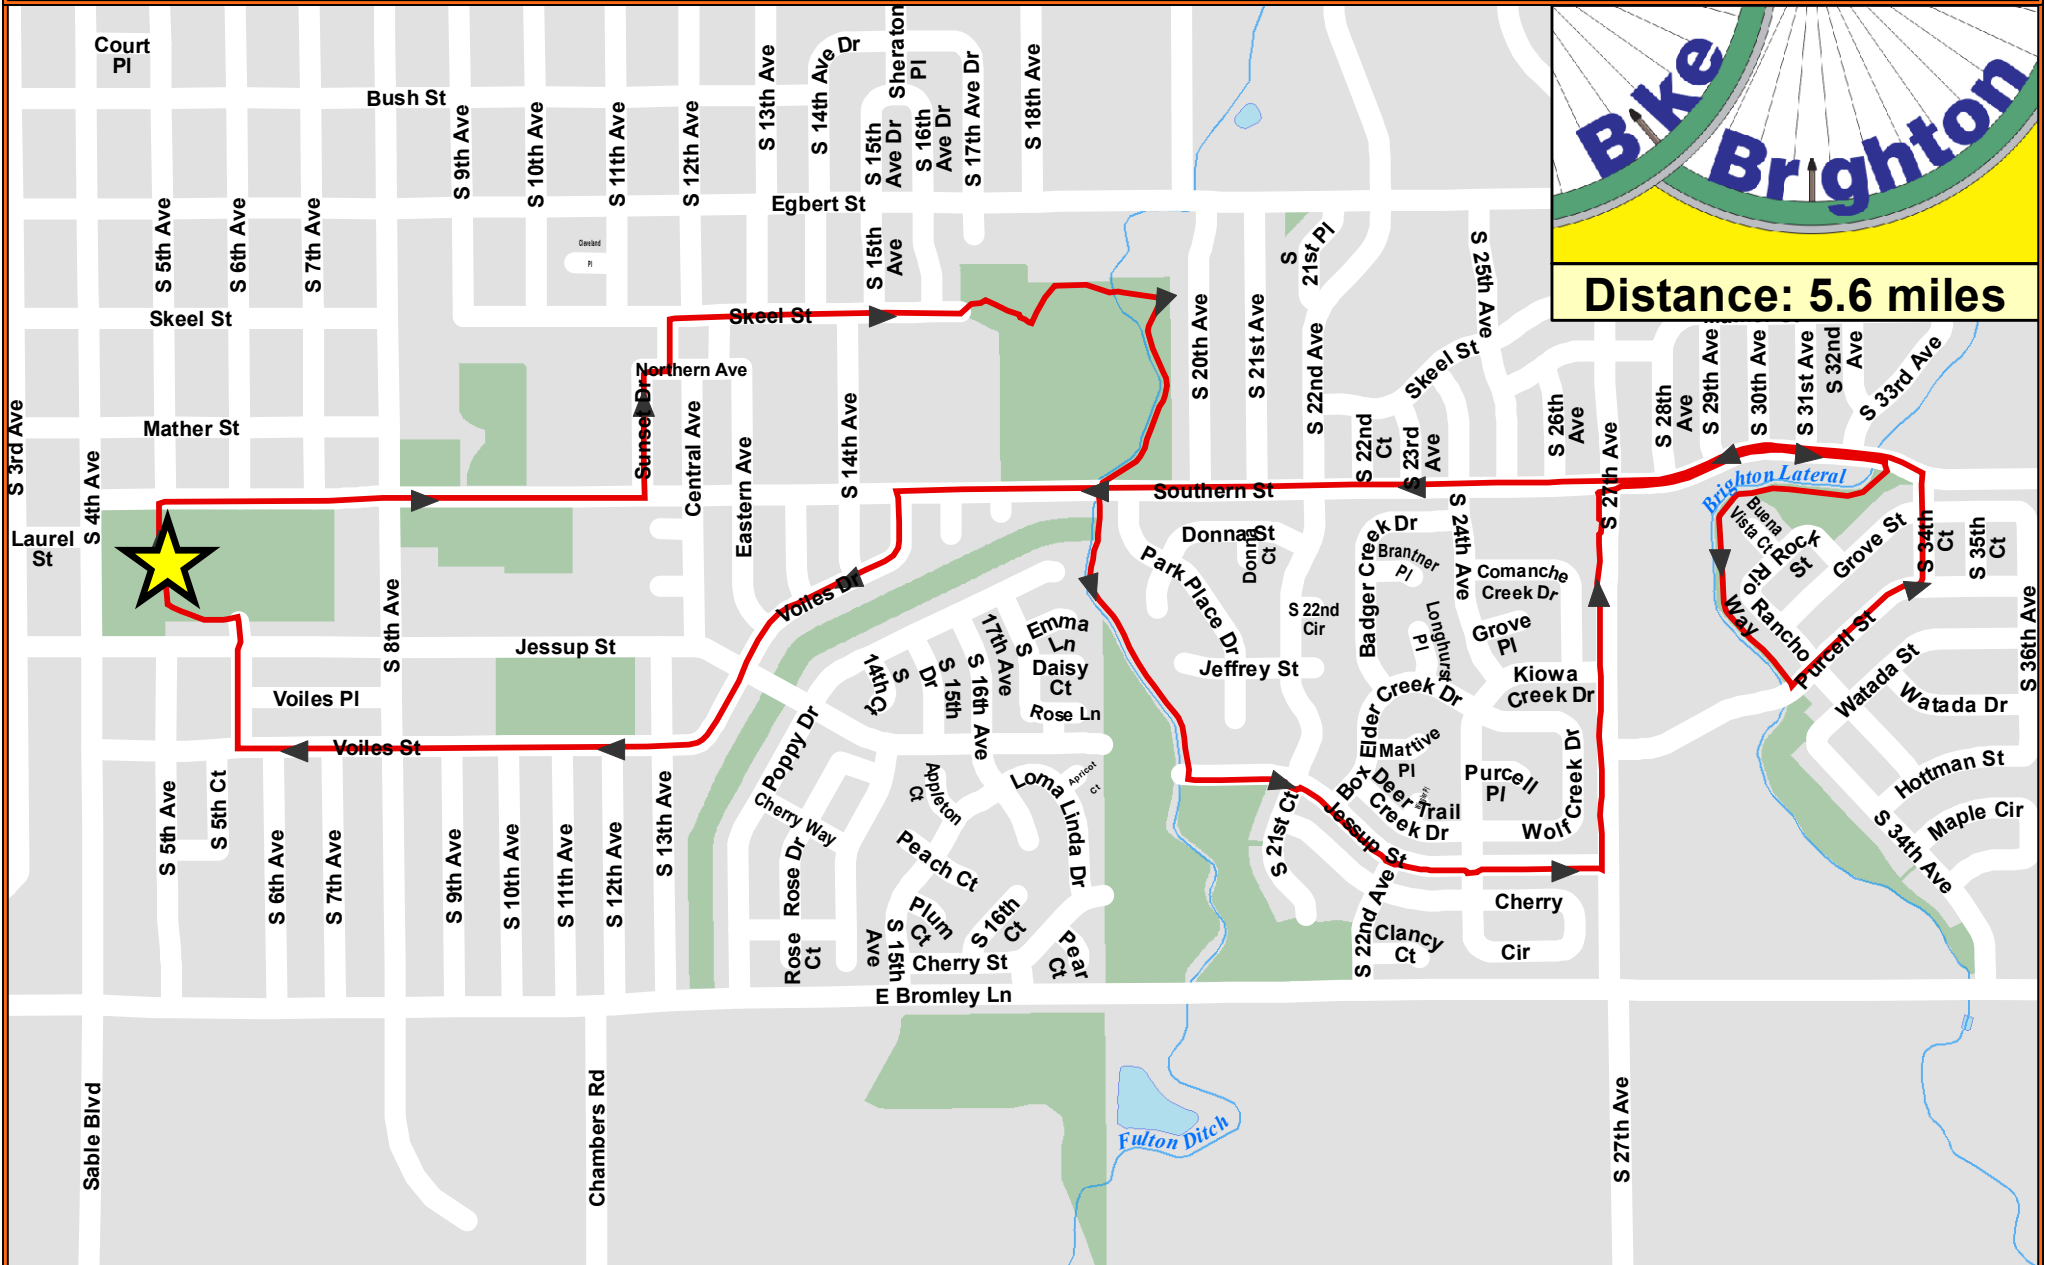 Bike
Brighton
Distance: 5.6 miles
Court
Pl
Bush St
S 9th Ave
S 10th Ave
S 11th Ave
S 12th Ave
S 13th Ave
S 14th Ave
Dr
Sheraton
Pl
S 15th
Ave Dr
S 16th
Ave Dr
S 17th Ave Dr
S 18th Ave
Egbert St
S 5th Ave
S 6th Ave
S 7th Ave
Cleveland
Pl
S 15th
Ave
S
21st Pl
S 25th Ave
Skeel St
Skeel St
S 20th Ave
S 21st Ave
S 22nd Ave
Skeel St
S 28th
Ave
S 29th Ave
S 30th Ave
S 31st Ave
S 32nd
Ave
S 33rd Ave
Northern Ave
Sunset Dr
Central Ave
Eastern Ave
S 14th Ave
S 22nd
Ct
S 23rd
Ave
S 26th
Ave
S 27th Ave
S 3rd Ave
Mather St
S 4th Ave
Southern St
Brighton Lateral
Laurel
St
S 8th Ave
Jessup St
Voiles Dr
Donna St
Donna
Ct
Park Place Dr
Jeffrey St
S 22nd
Cir
Badger Creek Dr
Brantner
Pl
S 24th Ave
Comanche
Creek Dr
Longhurst
Pl
Grove
Pl
Kiowa
Creek Dr
Buena
Vista Ct
Rock
St
Grove St
S 34th
Ct
S 35th
Ct
Rio Rancho
Way
Purcell St
S 36th Ave
Watada St
Watada Dr
Hottman St
Maple Cir
S 34th Ave
Emma
Ln
Daisy
Ct
Rose Ln
S
17th Ave
S 16th Ave
S 15th
Dr
S
14th Ct
Voiles Pl
Voiles St
S 5th Ave
S 5th Ct
S 6th Ave
S 7th Ave
S 9th Ave
S 10th Ave
S 11th Ave
S 12th Ave
S 13th Ave
Poppy Dr
Cherry Way
Rose Dr
Rose
Ct
Appleton
Ct
Loma Linda Dr
Apricot
Ct
Peach Ct
Plum
Ct
S 16th
Ct
S 15th
Ave
Cherry St
Pear
Ct
Box Elder Creek Dr
Mattive
Pl
Deer Trail
Creek Dr
Purcell
Pl
Wolf Creek Dr
S 21st Ct
Jessup St
S 22nd Ave
Cherry
Cir
Clancy
Ct
E Bromley Ln
Sable Blvd
Chambers Rd
Fulton Ditch
S 27th Ave